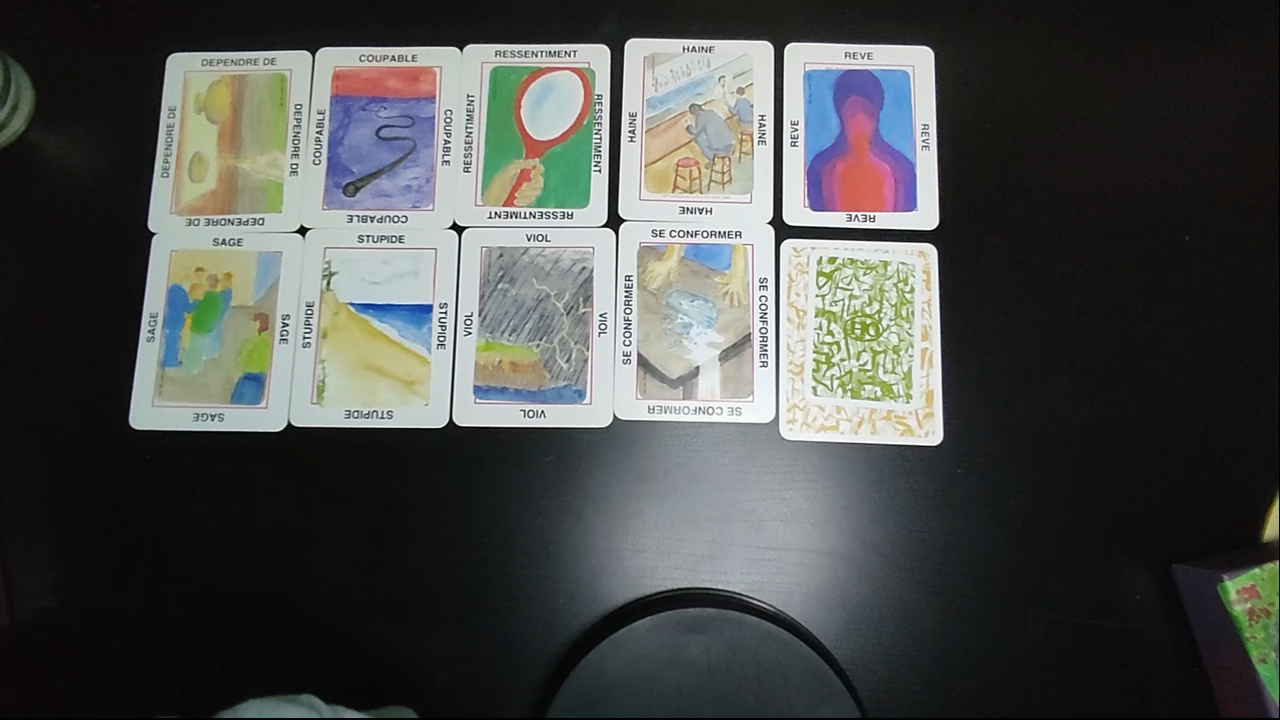 DEPENDRE DE
DEPENDRE DE
DEPENDRE DE
DEPENDRE DE
COUPABLE
COUPABLE
COUPABLE
COUPABLE
RESSENTIMENT
RESSENTIMENT
RESSENTIMENT
RESSENTIMENT
HAINE
HAINE
HAINE
HAINE
REVE
REVE
REVE
REVE
SAGE
SAGE
SAGE
SAGE
STUPIDE
STUPIDE
STUPIDE
STUPIDE
VIOL
VIOL
VIOL
VIOL
SE CONFORMER
SE CONFORMER
SE CONFORMER
SE CONFORMER